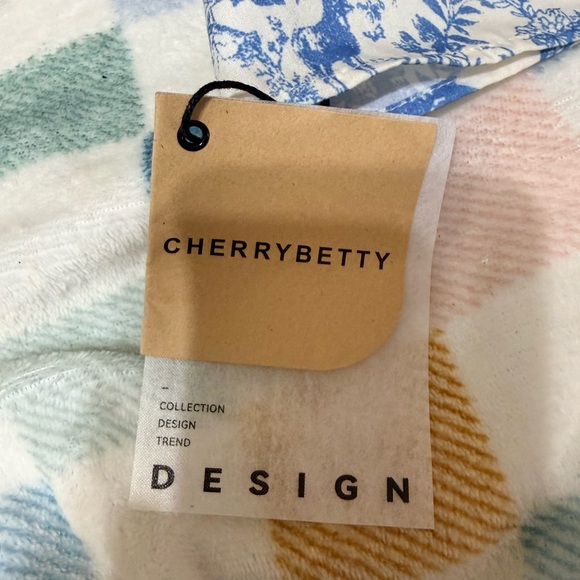 CHERRYBETTY
–
COLLECTION
DESIGN
TREND
DESIGN